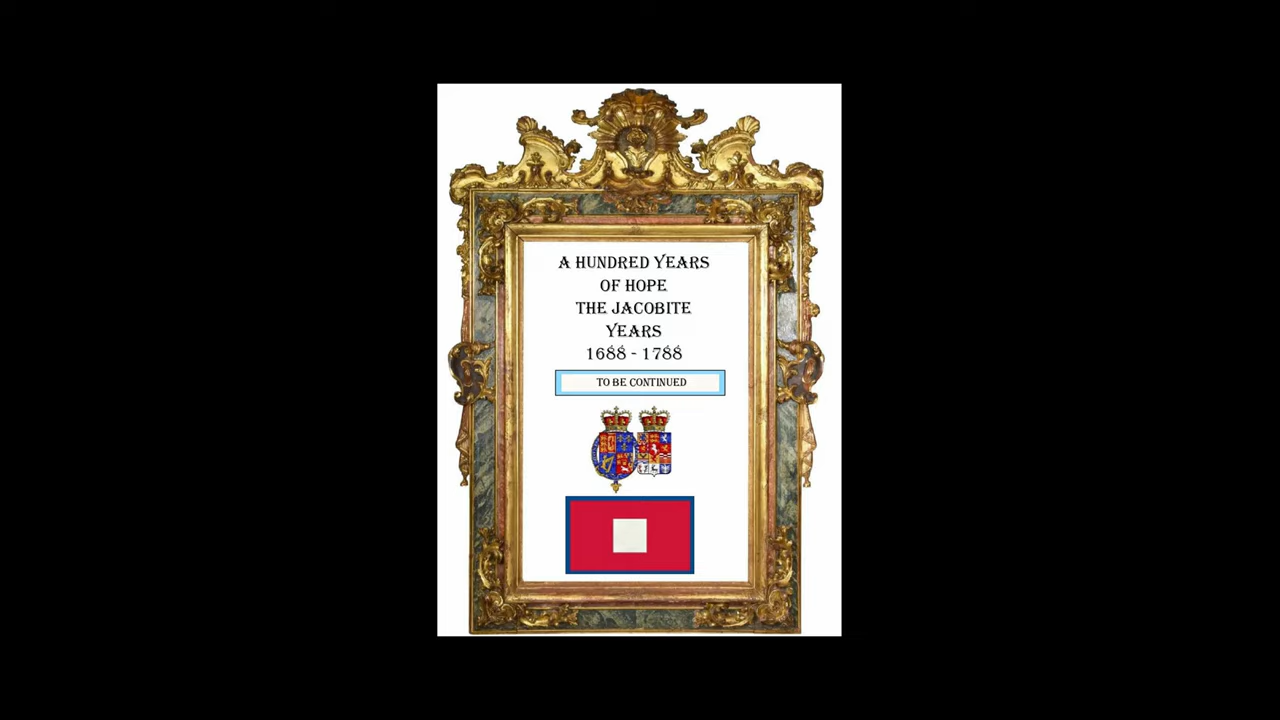 A HUNDRED YEARS
OF HOPE
THE JACOBITE
YEARS
1688 - 1788
TO BE CONTINUED